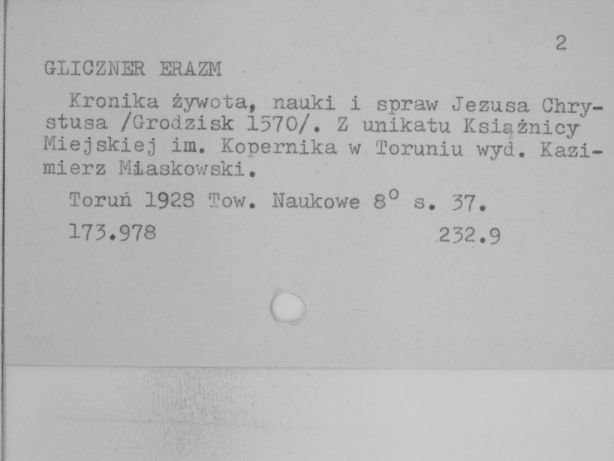 2
GLICZNER ERAZM
Kronika żywota, nauki i spraw Jezusa Chry-
stusa /Grodzisk 1570/. Z unikatu Książnicy
Miejskiej im. Kopernika w Toruniu wyd. Kazi-
mierz Miaskowski.
Toruń 1928 Tow. Naukowe 8° s. 37.
173.978 232.9